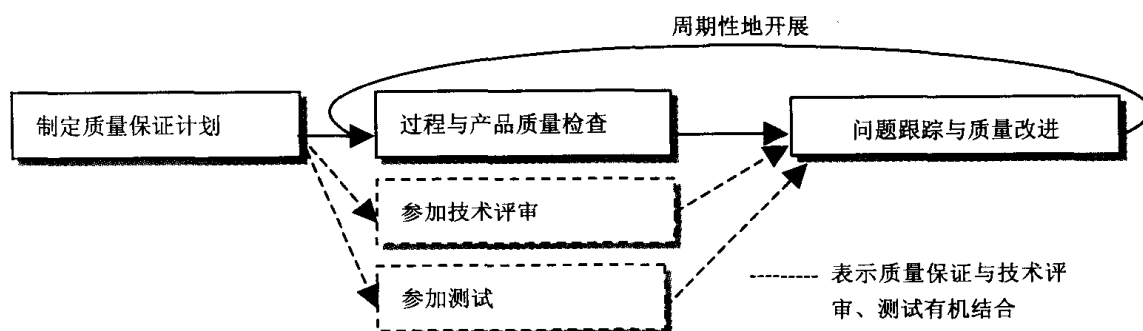 周期性地开展
制定质量保证计划
过程与产品质量检查
问题跟踪与质量改进
参加技术评审
参加测试
表示质量保证与技术评
审、测试有机结合